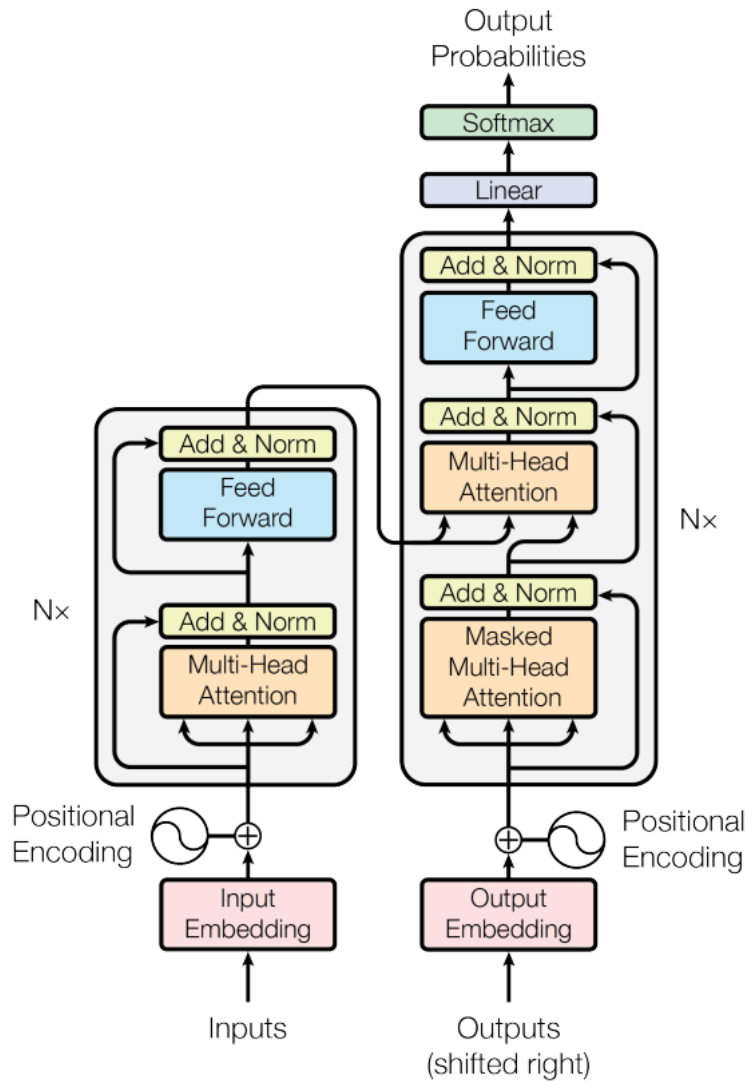 Output
Probabilities
Softmax
Linear
Add & Norm
Feed
Forward
Add & Norm
Multi-Head
Attention
N×
Add & Norm
Masked
Multi-Head
Attention
Add & Norm
Feed
Forward
N×
Add & Norm
Multi-Head
Attention
Positional
Encoding
Positional
Encoding
Input
Embedding
Output
Embedding
Inputs
Outputs
(shifted right)